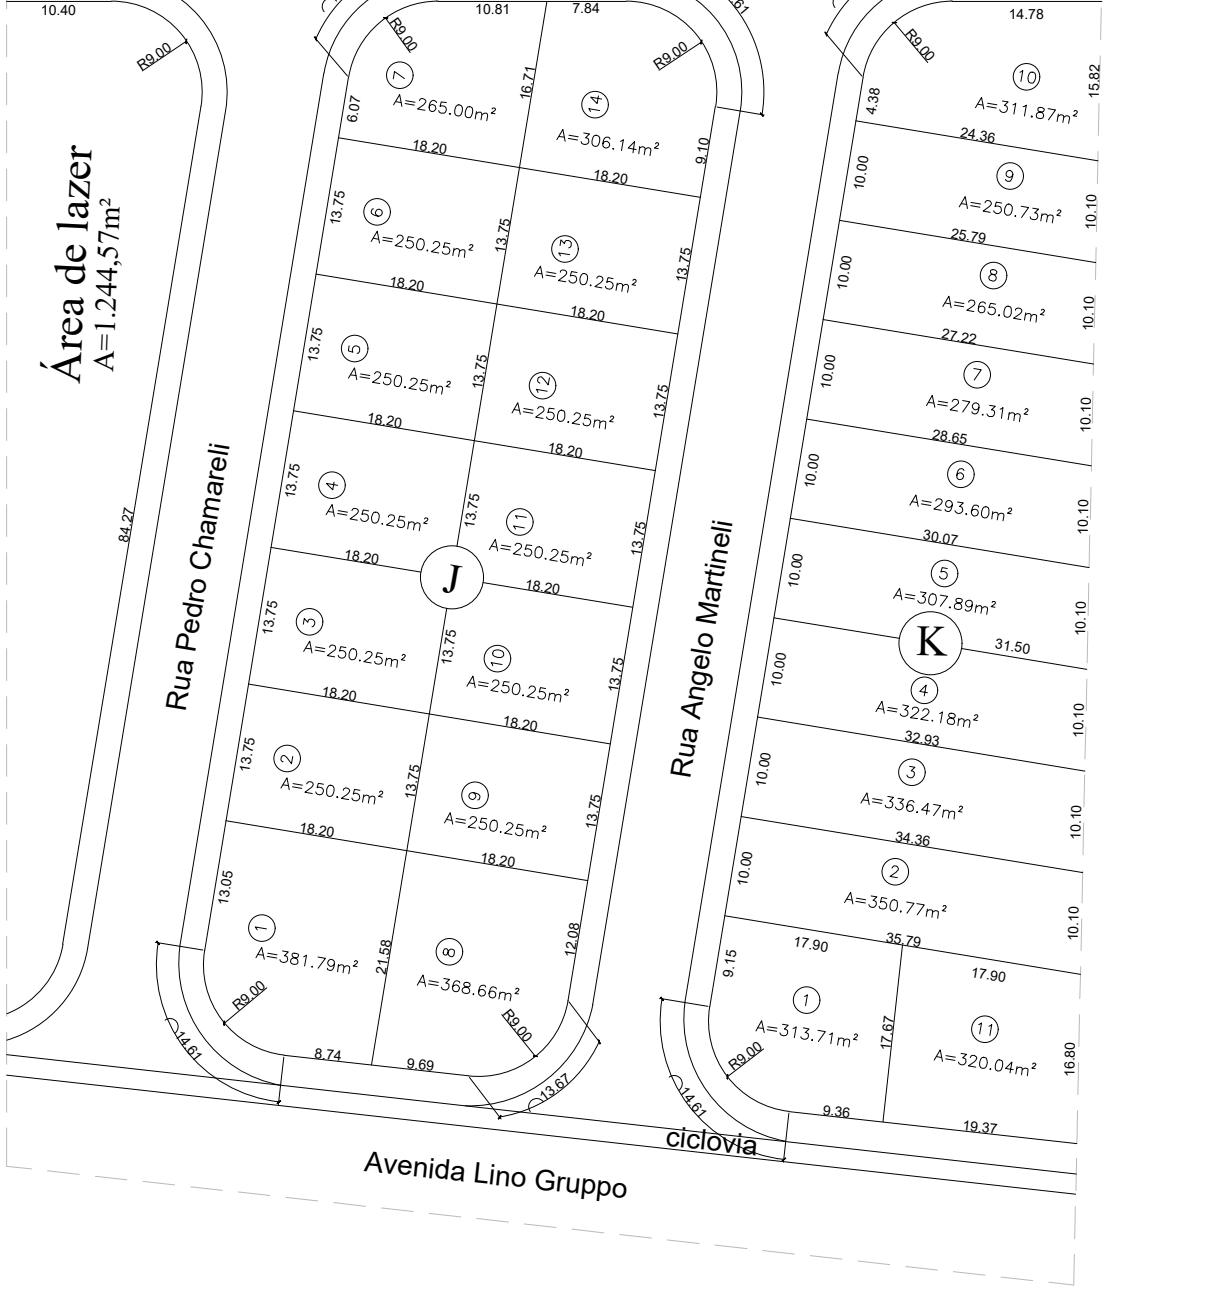 10.40
R9.00
Área de lazer
A=1.244,57m²
84.27
Rua Pedro Chamareli
10.81
7.84
R9.00
R9.00
61
7
A=265.00m²
6.07
16.71
14
A=306.14m²
9.10
18.20
18.20
13.75
6
A=250.25m²
13.75
13
A=250.25m²
13.75
18.20
18.20
13.75
5
A=250.25m²
13.75
12
A=250.25m²
13.75
18.20
18.20
13.75
4
A=250.25m²
13.75
11
A=250.25m²
13.75
18.20
J
18.20
13.75
3
A=250.25m²
13.75
10
A=250.25m²
13.75
18.20
18.20
13.75
2
A=250.25m²
13.75
9
A=250.25m²
13.75
18.20
18.20
13.05
1
A=381.79m²
21.58
8
A=368.66m²
12.08
R9.00
R9.00
14.61
8.74
9.69
13.67
Rua Angelo Martineli
14.78
R9.00
10
A=311.87m²
15.82
4.38
24.36
10.00
9
A=250.73m²
10.10
25.79
10.00
8
A=265.02m²
10.10
27.22
10.00
7
A=279.31m²
10.10
28.65
10.00
6
A=293.60m²
10.10
30.07
10.00
5
A=307.89m²
10.10
K
31.50
10.00
4
A=322.18m²
10.10
32.93
10.00
3
A=336.47m²
10.10
34.36
10.00
2
A=350.77m²
10.10
35.79
17.90
17.90
9.15
1
A=313.71m²
17.67
11
A=320.04m²
16.80
R9.00
14.61
9.36
19.37
ciclovia
Avenida Lino Gruppo